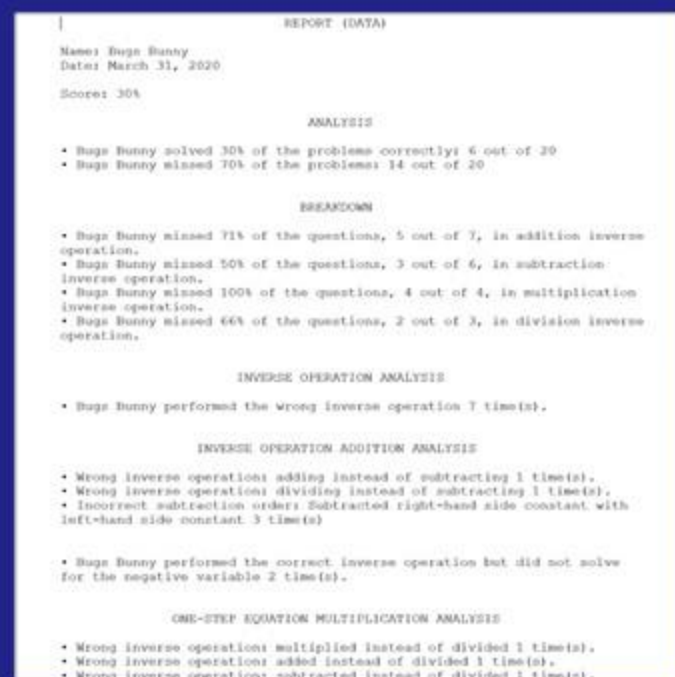 REPORT (DATA)
Name: Bugs Bunny
Date: March 31, 2020
Score: 30%
ANALYSIS
• Bugs Bunny solved 30% of the problems correctly: 6 out of 20
• Bugs Bunny missed 70% of the problems: 14 out of 20
BREAKDOWN
• Bugs Bunny missed 71% of the questions, 5 out of 7, in addition inverse
operation.
• Bugs Bunny missed 50% of the questions, 3 out of 6, in subtraction
inverse operation.
• Bugs Bunny missed 100% of the questions, 4 out of 4, in multiplication
inverse operation.
• Bugs Bunny missed 66% of the questions, 2 out of 3, in division inverse
operation.
INVERSE OPERATION ANALYSIS
• Bugs Bunny performed the wrong inverse operation 7 time(s).
INVERSE OPERATION ADDITION ANALYSIS
• Wrong inverse operation: adding instead of subtracting 1 time(s).
• Wrong inverse operation: dividing instead of subtracting 1 time(s).
• Incorrect subtraction order: Subtracted right-hand side constant with
left-hand side constant 3 time(s)
• Bugs Bunny performed the correct inverse operation but did not solve
for the negative variable 2 time(s).
ONE-STEP EQUATION MULTIPLICATION ANALYSIS
• Wrong inverse operation: multiplied instead of divided 1 time(s).
• Wrong inverse operation: added instead of divided 1 time(s).
• Wrong inverse operation: subtracted instead of divided 1 time(s).